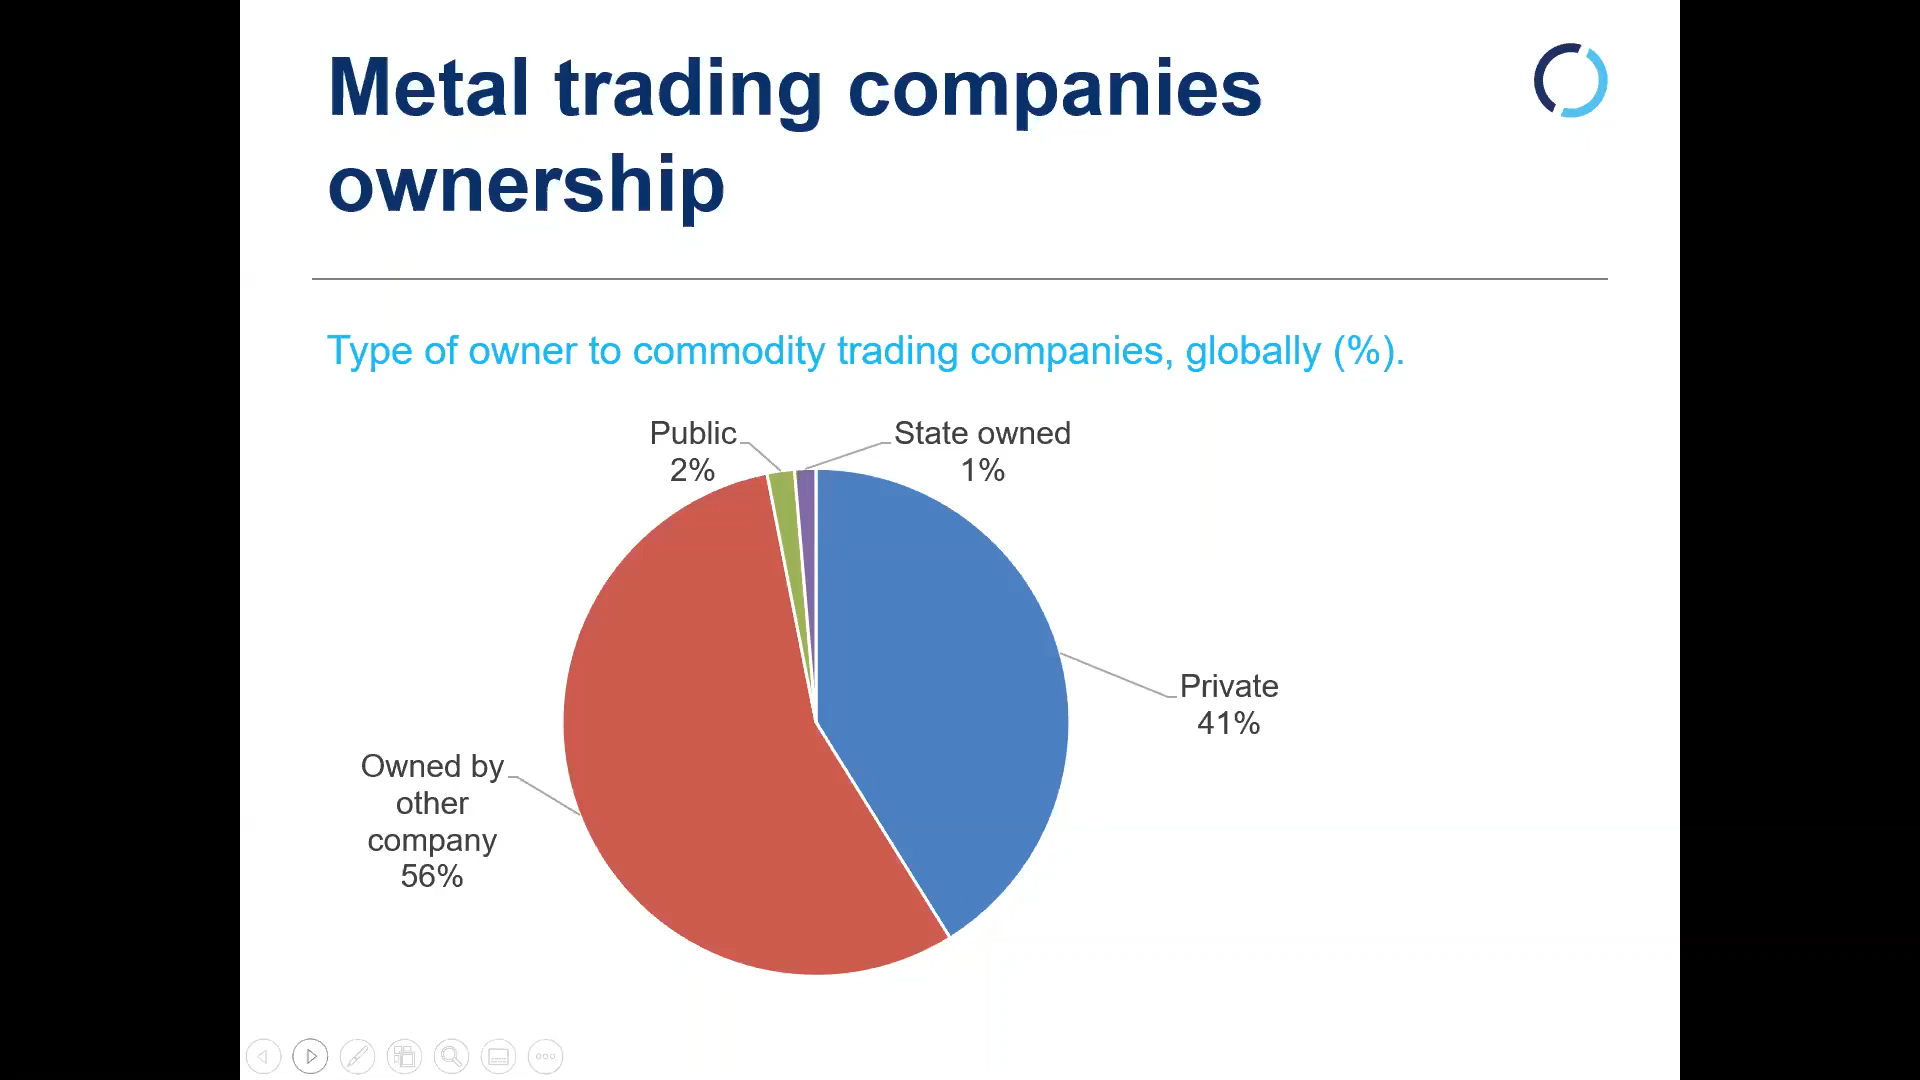 Metal trading companies
ownership
Type of owner to commodity trading companies, globally (%).
Public
2%
State owned
1%
Private
41%
Owned by
other
company
56%